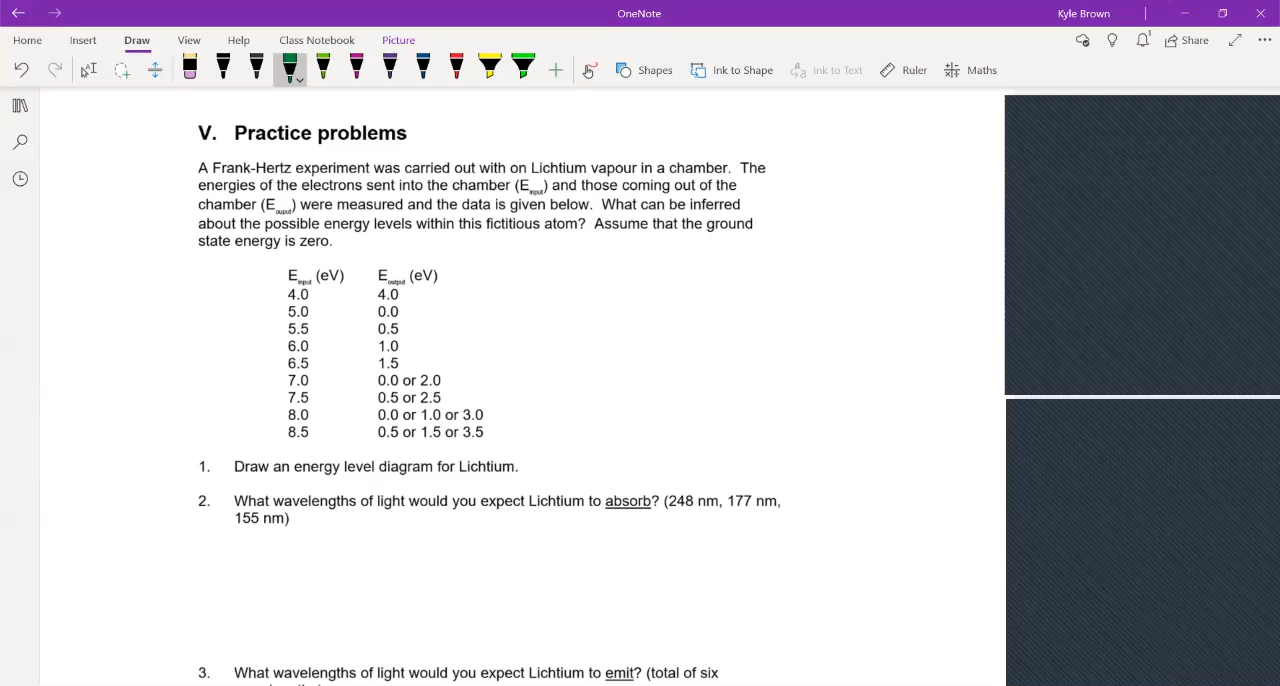 OneNote
Kyle Brown
Home Insert Draw View Help Class Notebook Picture
1 Share
Shapes Ink to Shape Ink to Text Ruler Maths
V. Practice problems
A Frank-Hertz experiment was carried out with on Lichtium vapour in a chamber. The
energies of the electrons sent into the chamber (Einput) and those coming out of the
chamber (Eouput) were measured and the data is given below. What can be inferred
about the possible energy levels within this fictitious atom? Assume that the ground
state energy is zero.
Einput (eV) Eoutput (eV)
4.0 4.0
5.0 0.0
5.5 0.5
6.0 1.0
6.5 1.5
7.0 0.0 or 2.0
7.5 0.5 or 2.5
8.0 0.0 or 1.0 or 3.0
8.5 0.5 or 1.5 or 3.5
1. Draw an energy level diagram for Lichtium.
2. What wavelengths of light would you expect Lichtium to absorb? (248 nm, 177 nm,
155 nm)
3. What wavelengths of light would you expect Lichtium to emit? (total of six